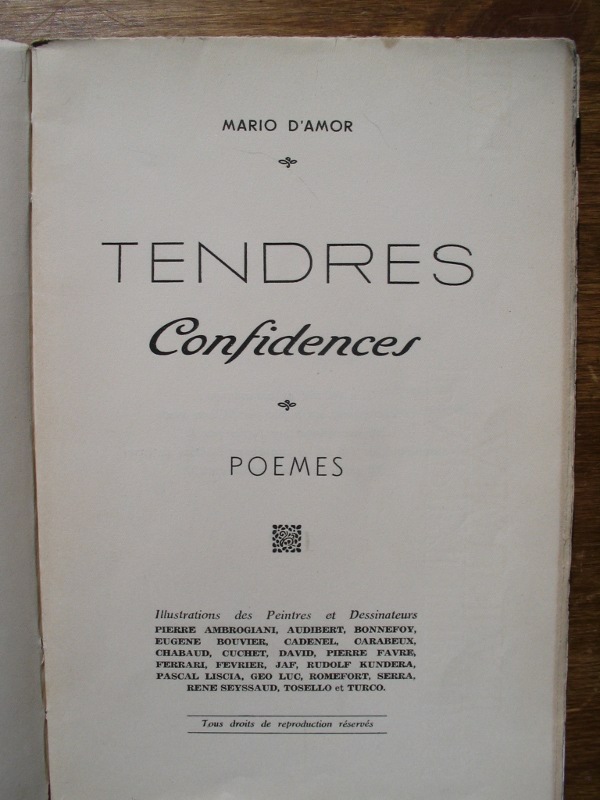 MARIO D'AMOR
TENDRES
Confidences
POEMES
Illustrations des Peintres et Dessinateurs
PIERRE AMBROGIANI, AUDIBERT, BONNEFOY,
EUGENE BOUVIER, CADENEL, CARABEUX,
CHABAUD, CUCHET, DAVID, PIERRE FAVRE,
FERRARI, FEVRIER, JAF, RUDOLF KUNDERA,
PASCAL LISCIA, GEO LUC, ROMEFORT, SERRA,
RENE SEYSSAUD, TOSELLO et TURCO.
Tous droits de reproduction réservés